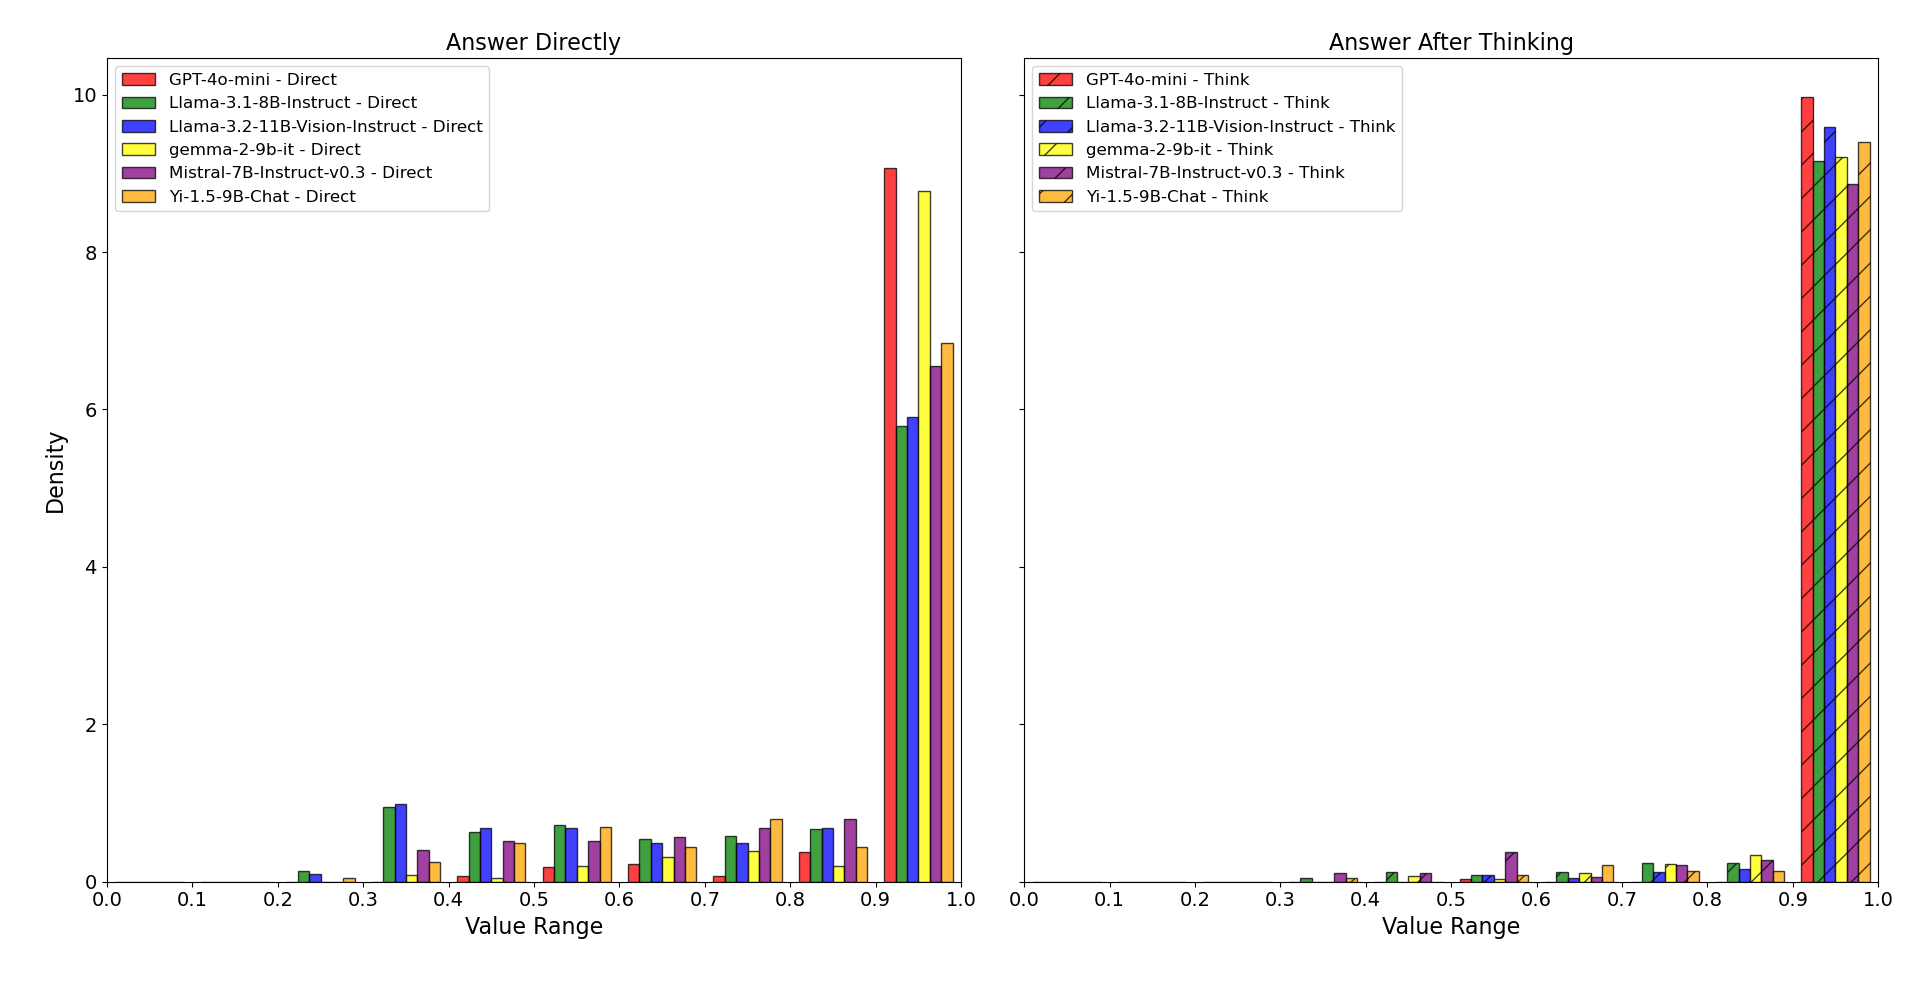 Answer Directly
GPT-4o-mini - Direct
Llama-3.1-8B-Instruct - Direct
Llama-3.2-11B-Vision-Instruct - Direct
gemma-2-9b-it - Direct
Mistral-7B-Instruct-v0.3 - Direct
Yi-1.5-9B-Chat - Direct
10
8
6
4
2
0
Density
0.0 0.1 0.2 0.3 0.4 0.5 0.6 0.7 0.8 0.9 1.0
Value Range
Answer After Thinking
GPT-4o-mini - Think
Llama-3.1-8B-Instruct - Think
Llama-3.2-11B-Vision-Instruct - Think
gemma-2-9b-it - Think
Mistral-7B-Instruct-v0.3 - Think
Yi-1.5-9B-Chat - Think
0.0 0.1 0.2 0.3 0.4 0.5 0.6 0.7 0.8 0.9 1.0
Value Range